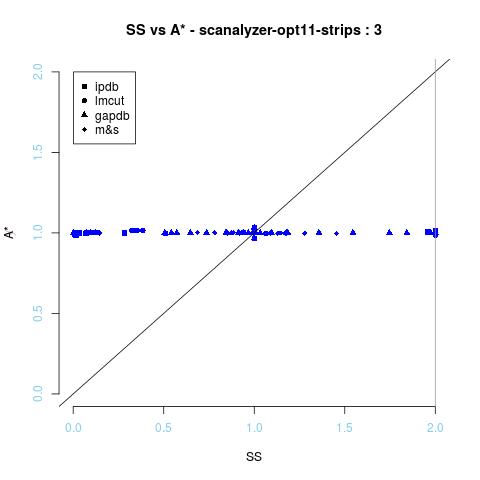 SS vs A* - scanalyzer-opt11-strips : 3
ipdb
lmcut
gapdb
m&s
2.0
1.5
1.0
0.5
0.0
A*
0.0 0.5 1.0 1.5 2.0
SS